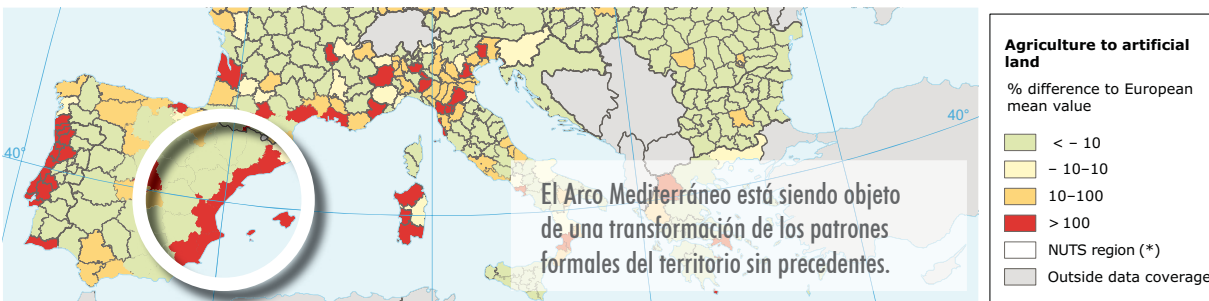 40°
40°
El Arco Mediterráneo está siendo objeto
de una transformación de los patrones
formales del territorio sin precedentes.
Agriculture to artificial
land
% difference to European
mean value
< – 10
– 10–10
10–100
> 100
NUTS region (*)
Outside data coverage